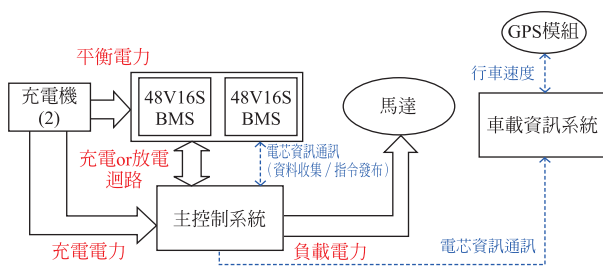 平衡電力
GPS模組
充電機
(2)
48V16S
BMS
48V16S
BMS
馬達
行車速度
車載資訊系統
充電or放電
迴路
電芯資訊通訊
(資料收集/指令發布)
主控制系統
充電電力
負載電力
電芯資訊通訊